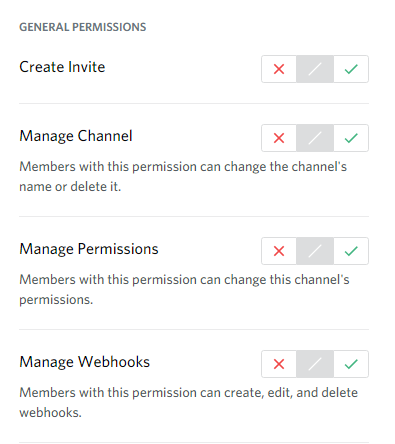 GENERAL PERMISSIONS
Create Invite
Manage Channel
Members with this permission can change the channel's
name or delete it.
Manage Permissions
Members with this permission can change this channel's
permissions.
Manage Webhooks
Members with this permission can create, edit, and delete
webhooks.